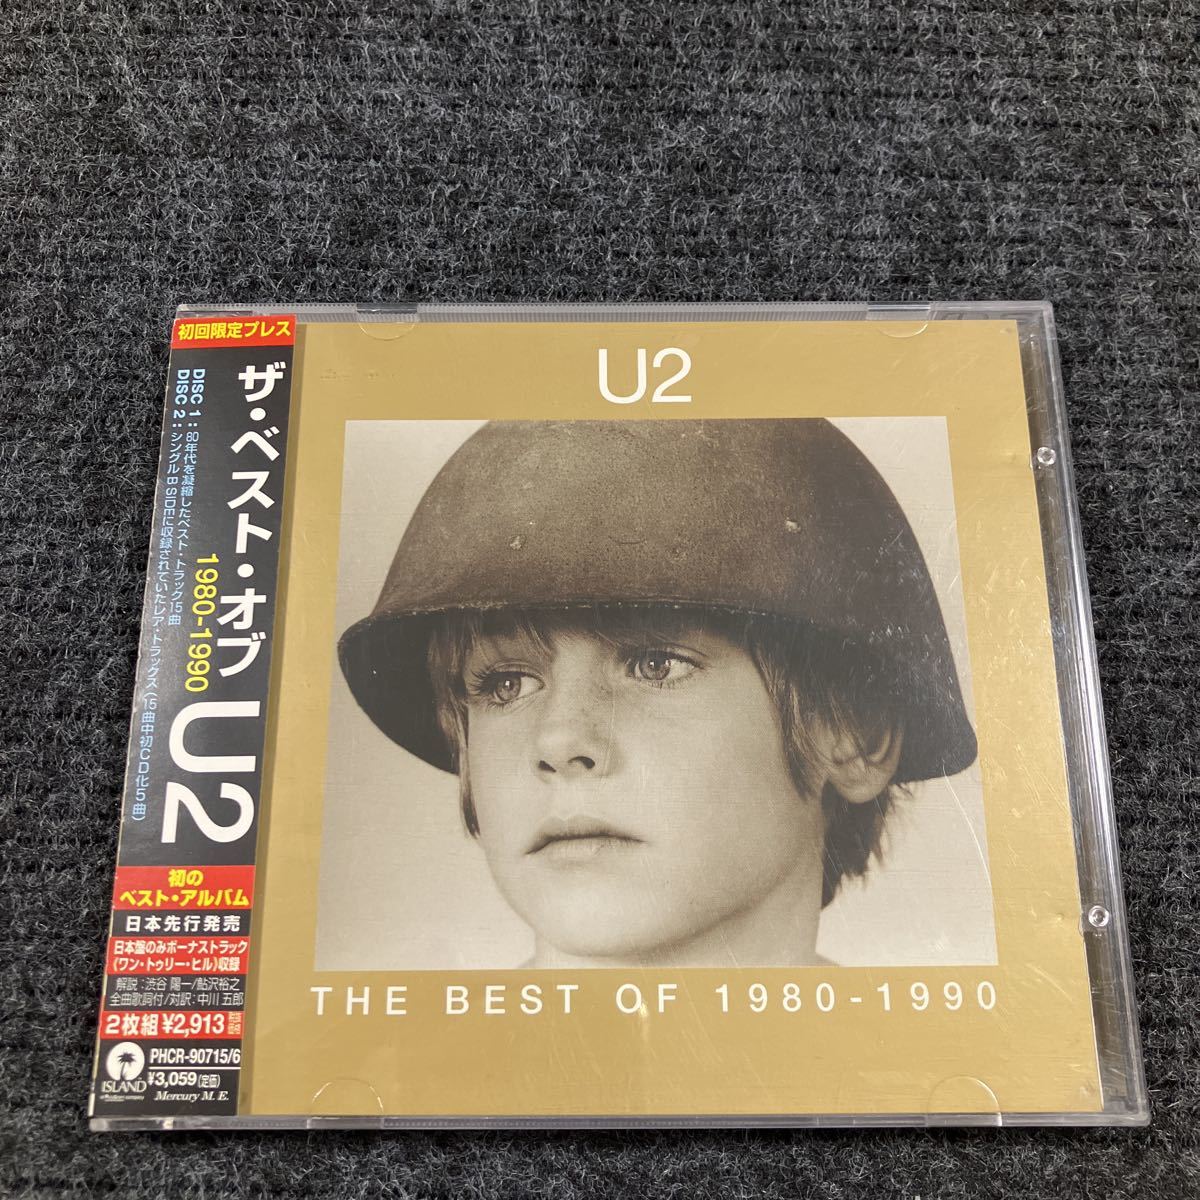 初回限定プレス
ザ・ベスト・オブ U2
1980-1990
DISC 1:80年代を凝縮したベスト・トラック15曲
DISC 2:シングルB SIDEに収録されていたレア・トラックス(15曲中初CD化5曲)
初の
ベスト・アルバム
日本先行発売
日本盤のみボーナストラック
《ワン・トゥリー・ヒル》収録
解説:渋谷 陽一/鮎沢裕之
全曲歌詞付/対訳:中川 五郎
2枚組 ¥2,913 税抜価格
ISLAND
PHCR-90715/6
¥3,059(定価)
Mercury M. E.
U2
THE BEST OF 1980-1990